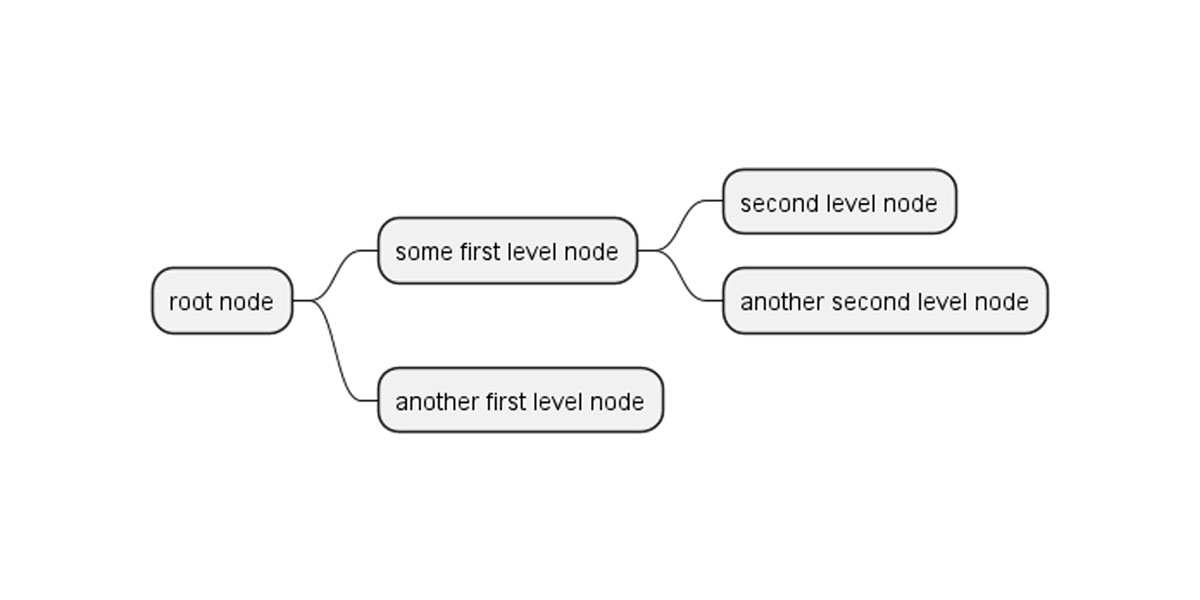 root node
some first level node
second level node
another second level node
another first level node